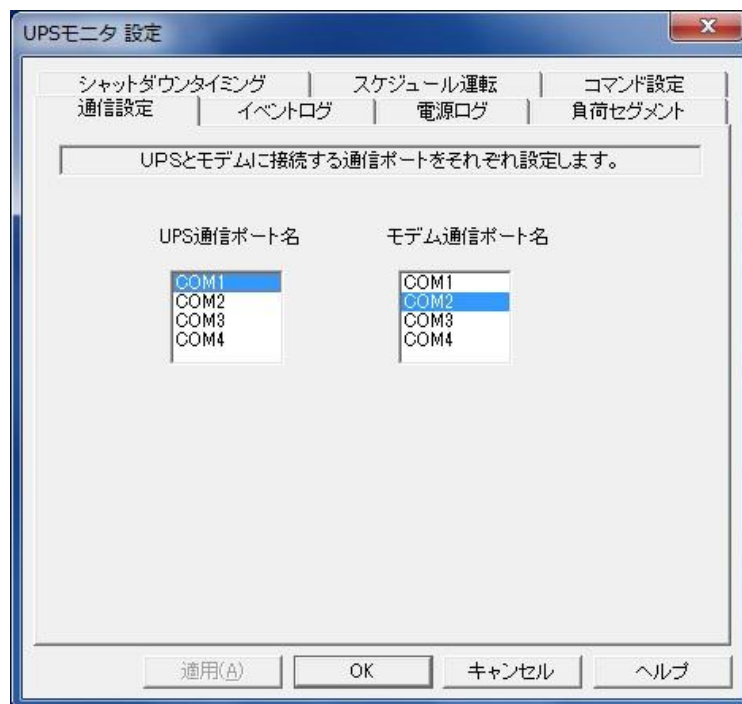 UPSモニタ 設定
シャットダウンタイミング
スケジュール運転
コマンド設定
通信設定
イベントログ
電源ログ
負荷セグメント
UPSとモデムに接続する通信ポートをそれぞれ設定します。
UPS通信ポート名
モデム通信ポート名
COM1
COM2
COM3
COM4
COM1
COM2
COM3
COM4
適用(A)
OK
キャンセル
ヘルプ